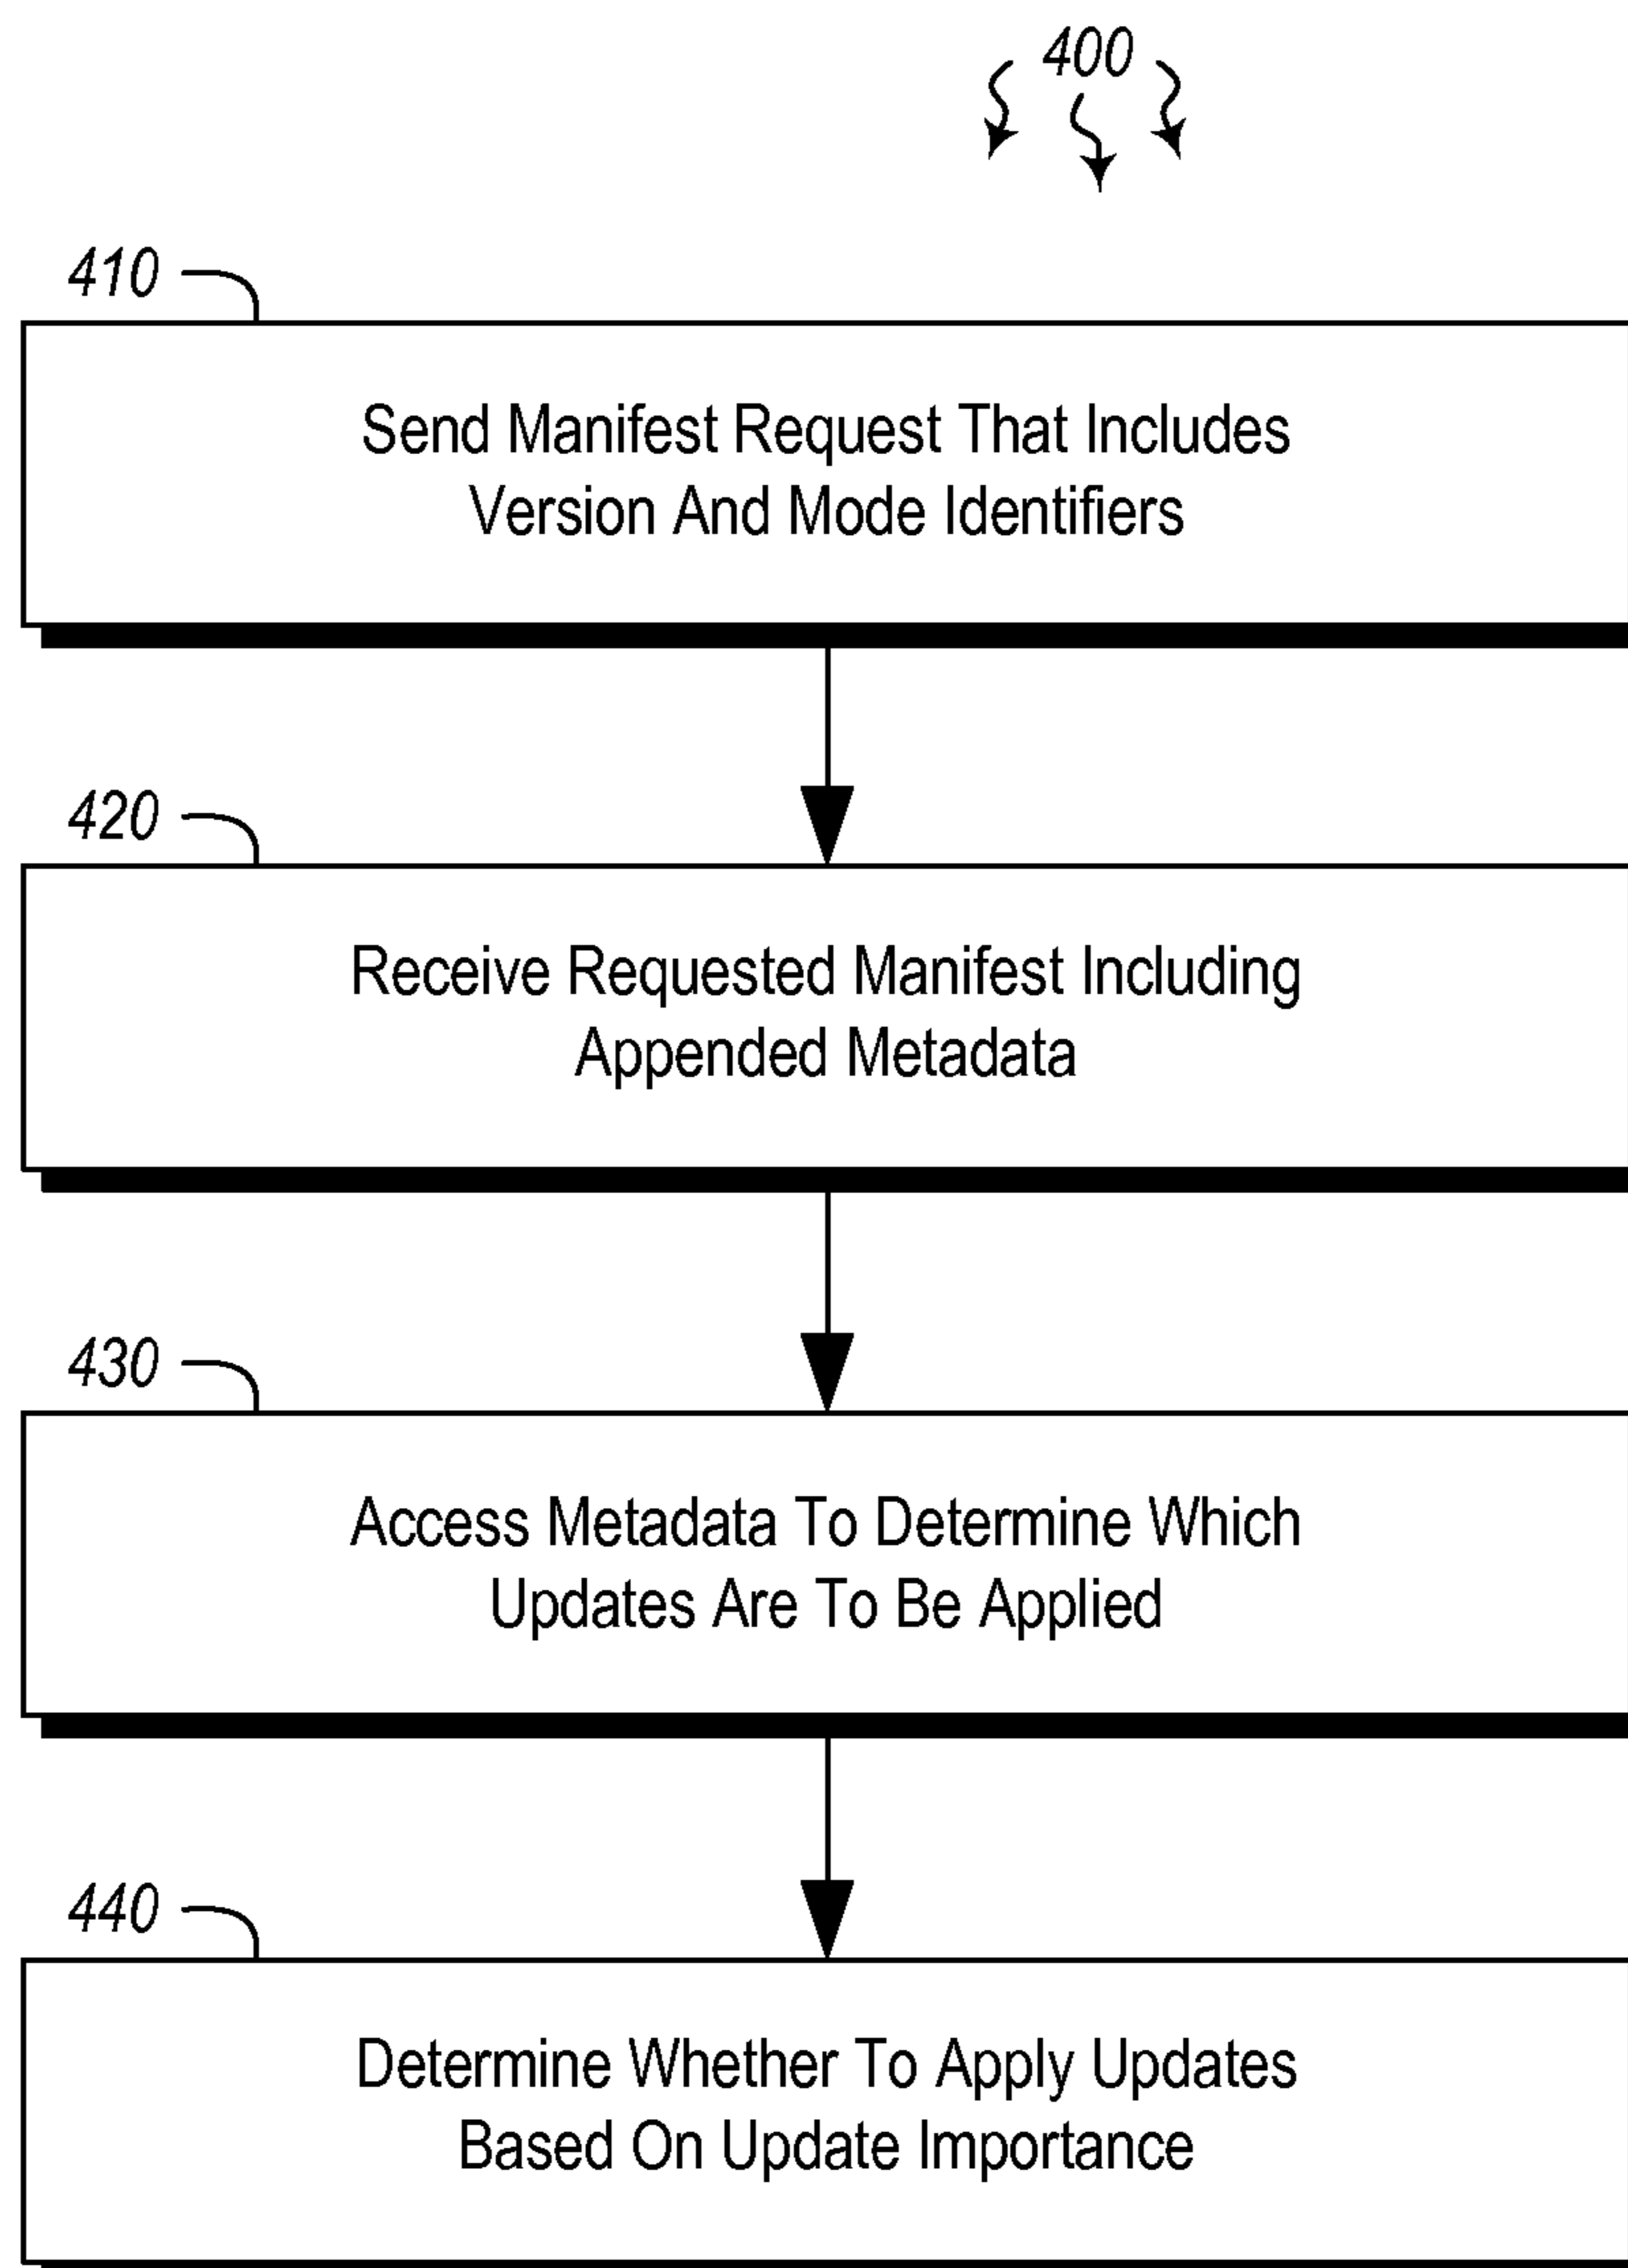 400
410
Send Manifest Request That Includes
Version And Mode Identifiers
420
Receive Requested Manifest Including
Appended Metadata
430
Access Metadata To Determine Which
Updates Are To Be Applied
440
Determine Whether To Apply Updates
Based On Update Importance